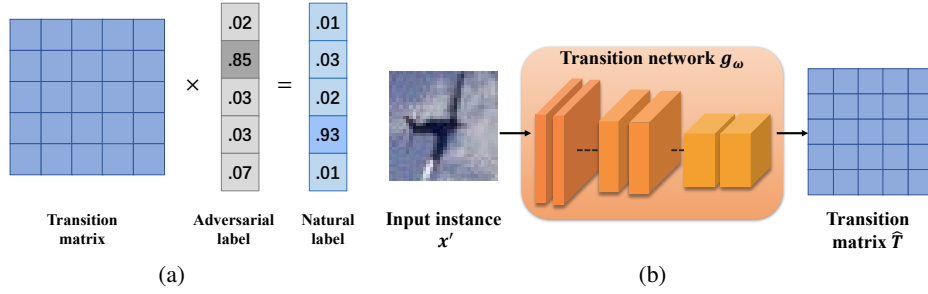 .02
.85
.03
.03
.07
×
=
.01
.03
.02
.93
.01
Transition
matrix
Adversarial
label
Natural
label
(a)
Transition network gω
Input instance
x′
Transition
matrix T̂
(b)